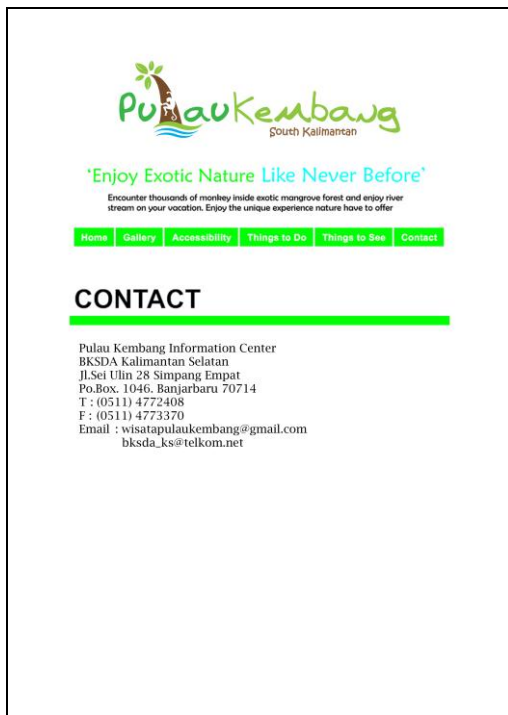 PulauKembang
South Kalimantan
‘Enjoy Exotic Nature Like Never Before’
Encounter thousands of monkey inside exotic mangrove forest and enjoy river
stream on your vacation. Enjoy the unique experience nature have to offer
Home Gallery Accessibility Things to Do Things to See Contact
CONTACT
Pulau Kembang Information Center
BKSDA Kalimantan Selatan
Jl.Sei Ulin 28 Simpang Empat
Po.Box. 1046. Banjarbaru 70714
T : (0511) 4772408
F : (0511) 4773370
Email : wisatapulaukembang@gmail.com
bksda_ks@telkom.net